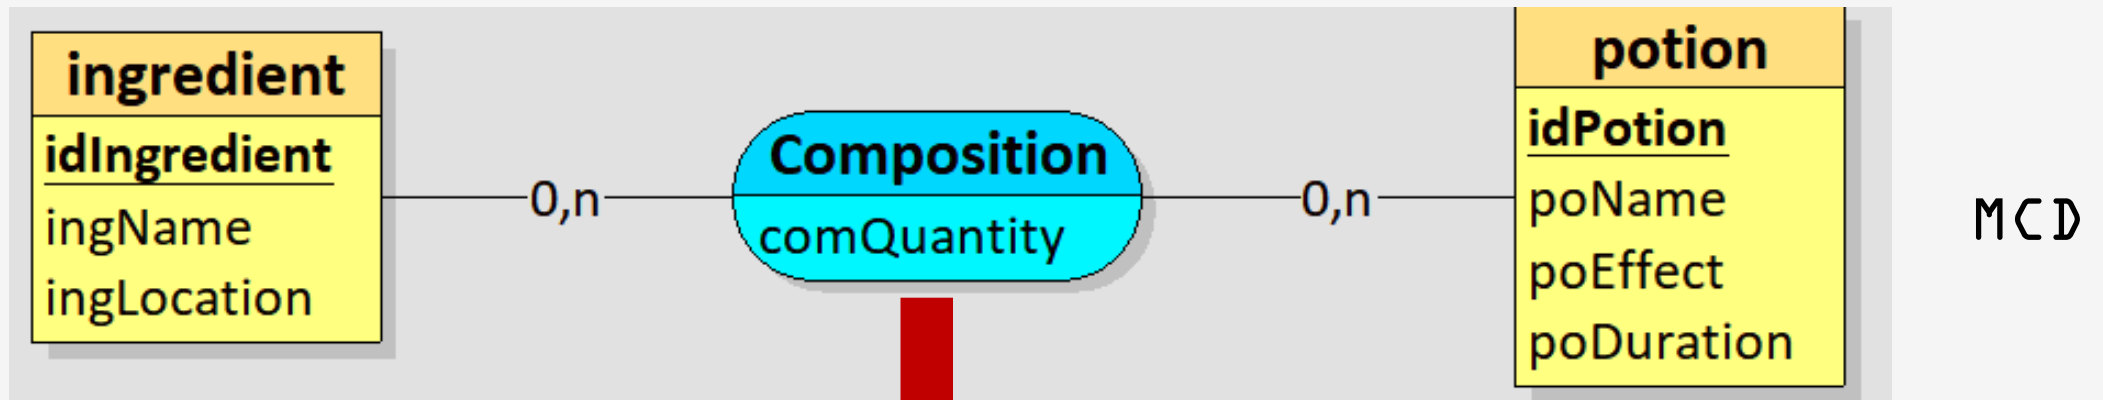 ingredient
idIngredient
ingName
ingLocation
0,n
Composition
comQuantity
0,n
potion
idPotion
poName
poEffect
poDuration
MCD